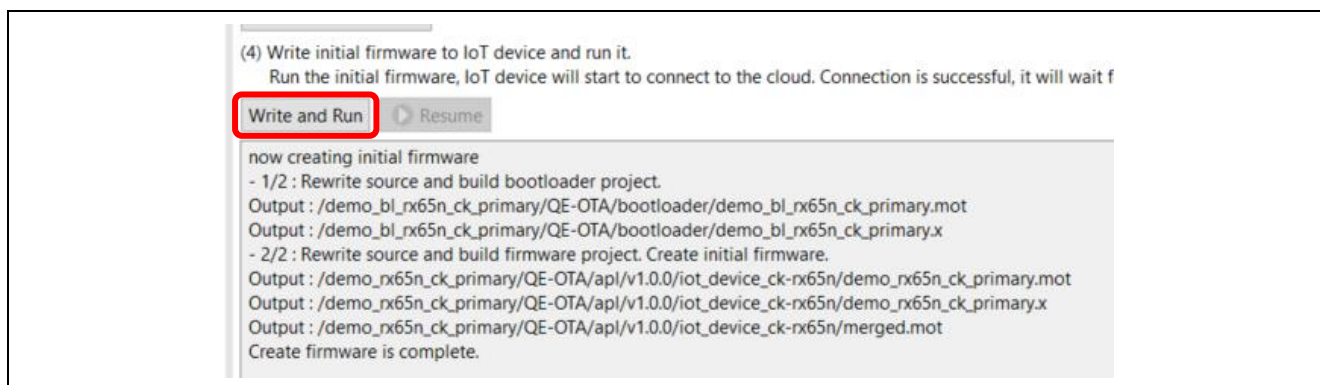 (4) Write initial firmware to IoT device and run it.
Run the initial firmware, IoT device will start to connect to the cloud. Connection is successful, it will wait f
Write and Run
Resume
now creating initial firmware
- 1/2 : Rewrite source and build bootloader project.
Output : /demo_bl_rx65n_ck_primary/QE-OTA/bootloader/demo_bl_rx65n_ck_primary.mot
Output : /demo_bl_rx65n_ck_primary/QE-OTA/bootloader/demo_bl_rx65n_ck_primary.x
- 2/2 : Rewrite source and build firmware project. Create initial firmware.
Output : /demo_rx65n_ck_primary/QE-OTA/apl/v1.0.0/iot_device_ck-rx65n/demo_rx65n_ck_primary.mot
Output : /demo_rx65n_ck_primary/QE-OTA/apl/v1.0.0/iot_device_ck-rx65n/demo_rx65n_ck_primary.x
Output : /demo_rx65n_ck_primary/QE-OTA/apl/v1.0.0/iot_device_ck-rx65n/merged.mot
Create firmware is complete.